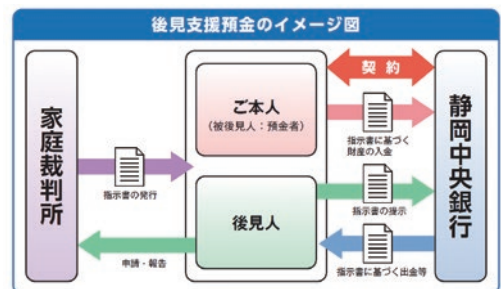 後見支援預金のイメージ図
家庭裁判所
指示書の発行
申請・報告
ご本人
（被後見人：預金者）
後見人
契約
指示書に基づく
財産の入金
指示書の提示
指示書に基づく出金等
静岡中央銀行